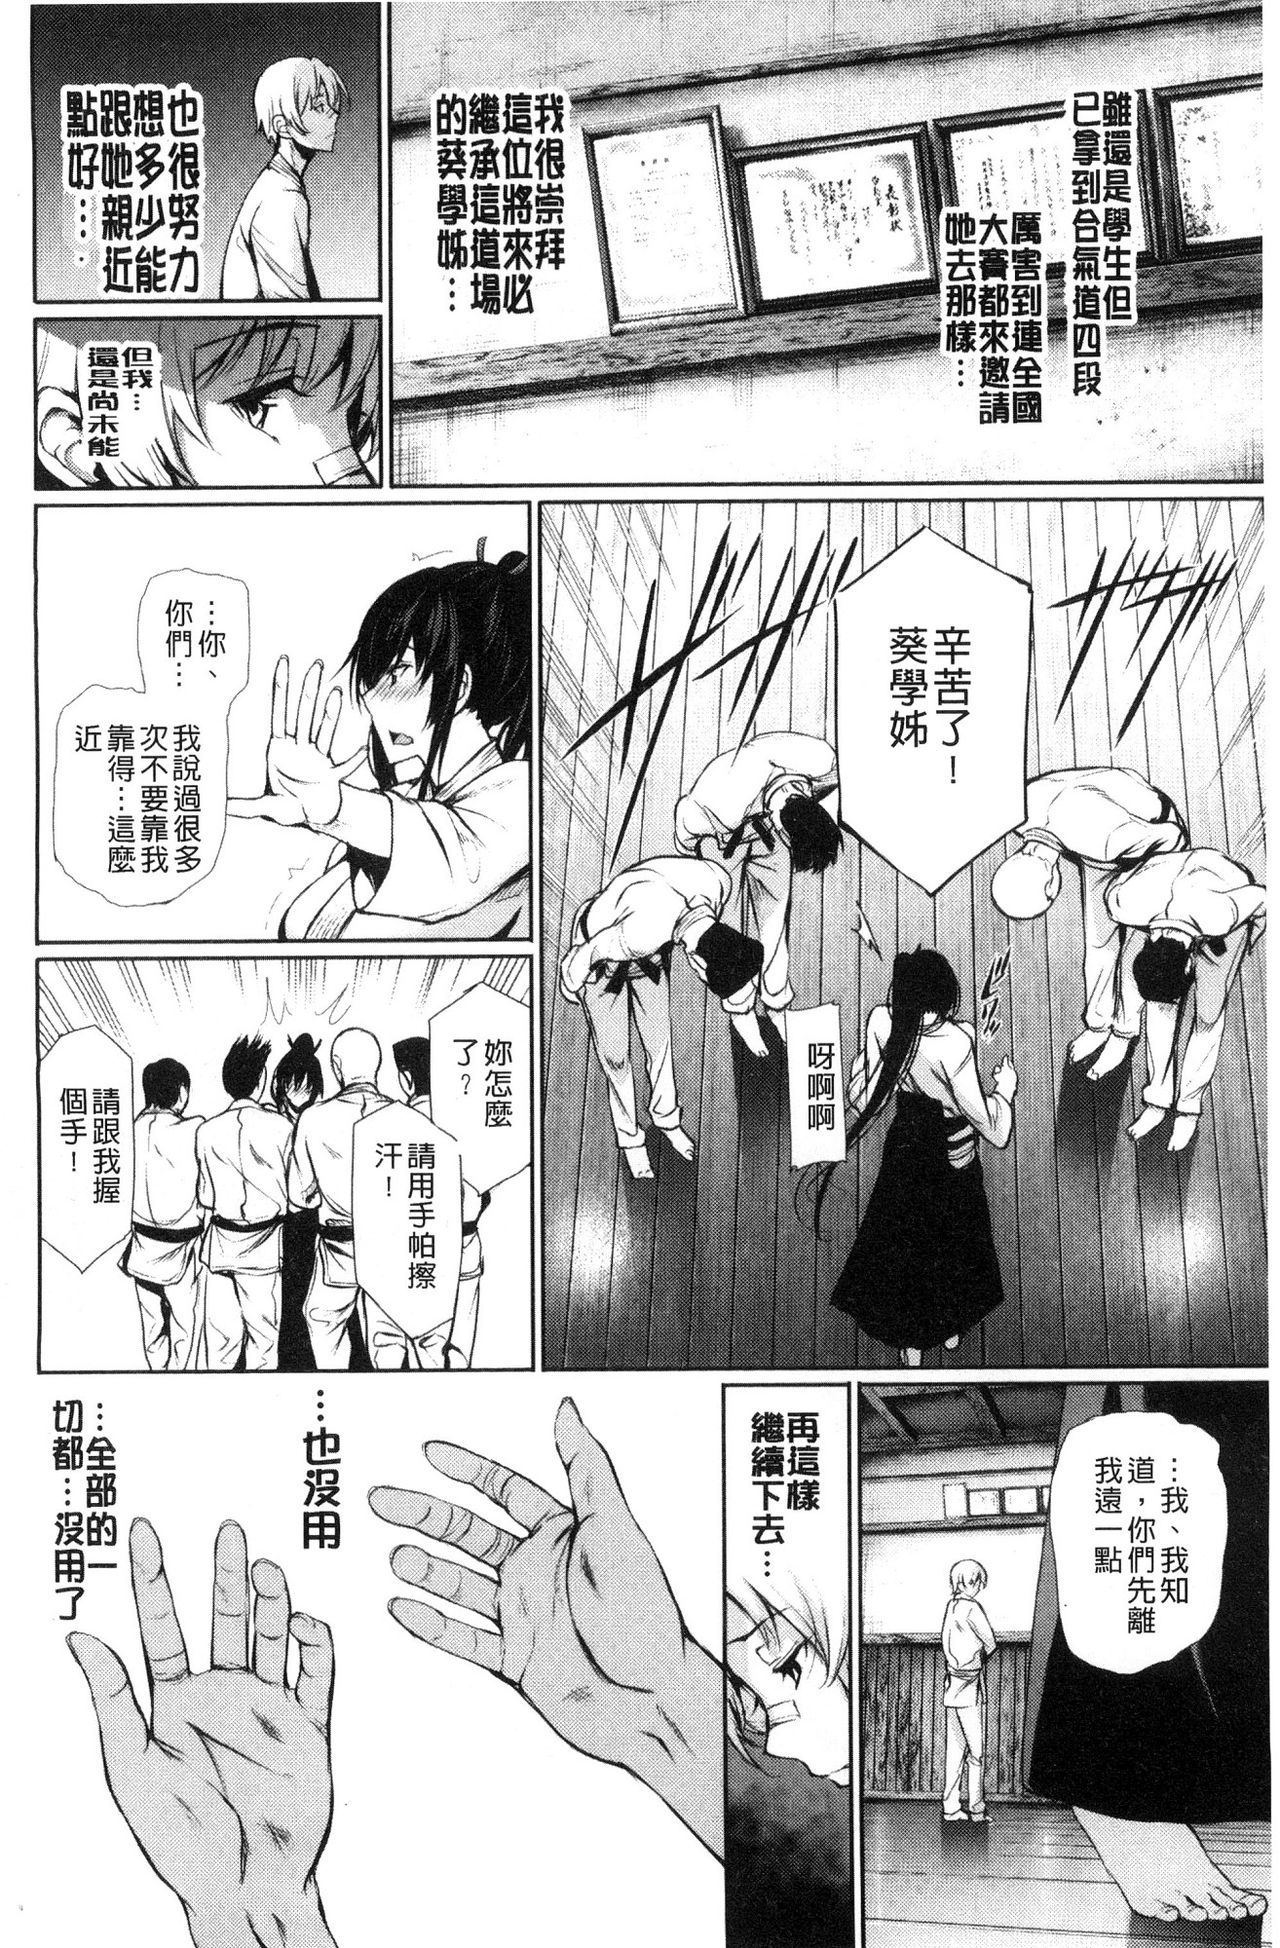 雖還是學生但
已拿到合氣道四段
厲害到連全國
大賽都來邀請
她去那樣…
表彰狀
我很崇拜
這位將來必
繼承這道場
的葵學姊…
也很努力
想多少能
跟她親近
點好…
但我…
還是尚未能
辛苦了！
葵學姊
呀啊啊
…你、
你們…
我說過很多
次不要靠我
靠得…這麼
近
妳怎麼
了？
請用手帕擦
汗！
請跟我握
個手！
…我、我知
道，你們先離
我遠一點
再這樣
繼續下去…
…也沒用
…全部的一
切都…沒用了